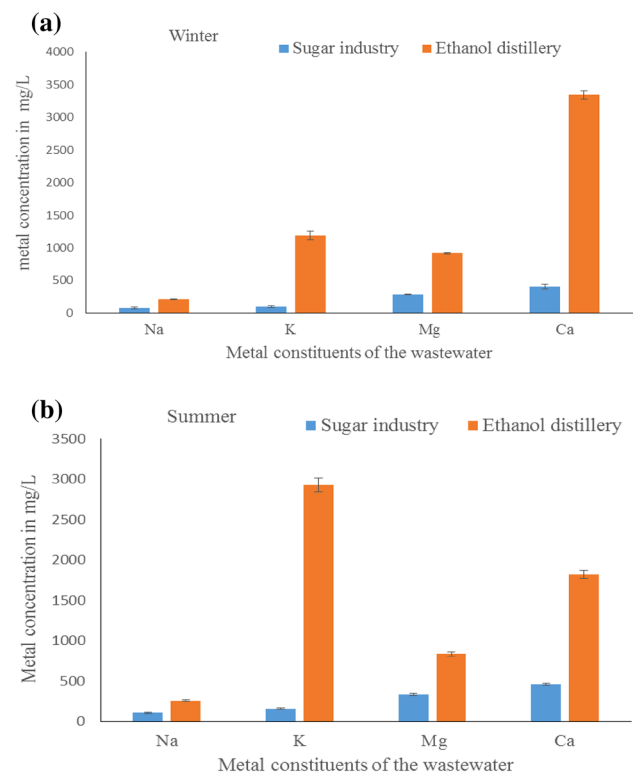 (a)
Winter
Sugar industry
Ethanol distillery
metal concentration in mg/L
4000
3500
3000
2500
2000
1500
1000
500
0
Na
K
Mg
Ca
Metal constituents of the wastewater
(b)
Summer
Sugar industry
Ethanol distillery
Metal concentration in mg/L
3500
3000
2500
2000
1500
1000
500
0
Na
K
Mg
Ca
Metal constituents of the wastewater